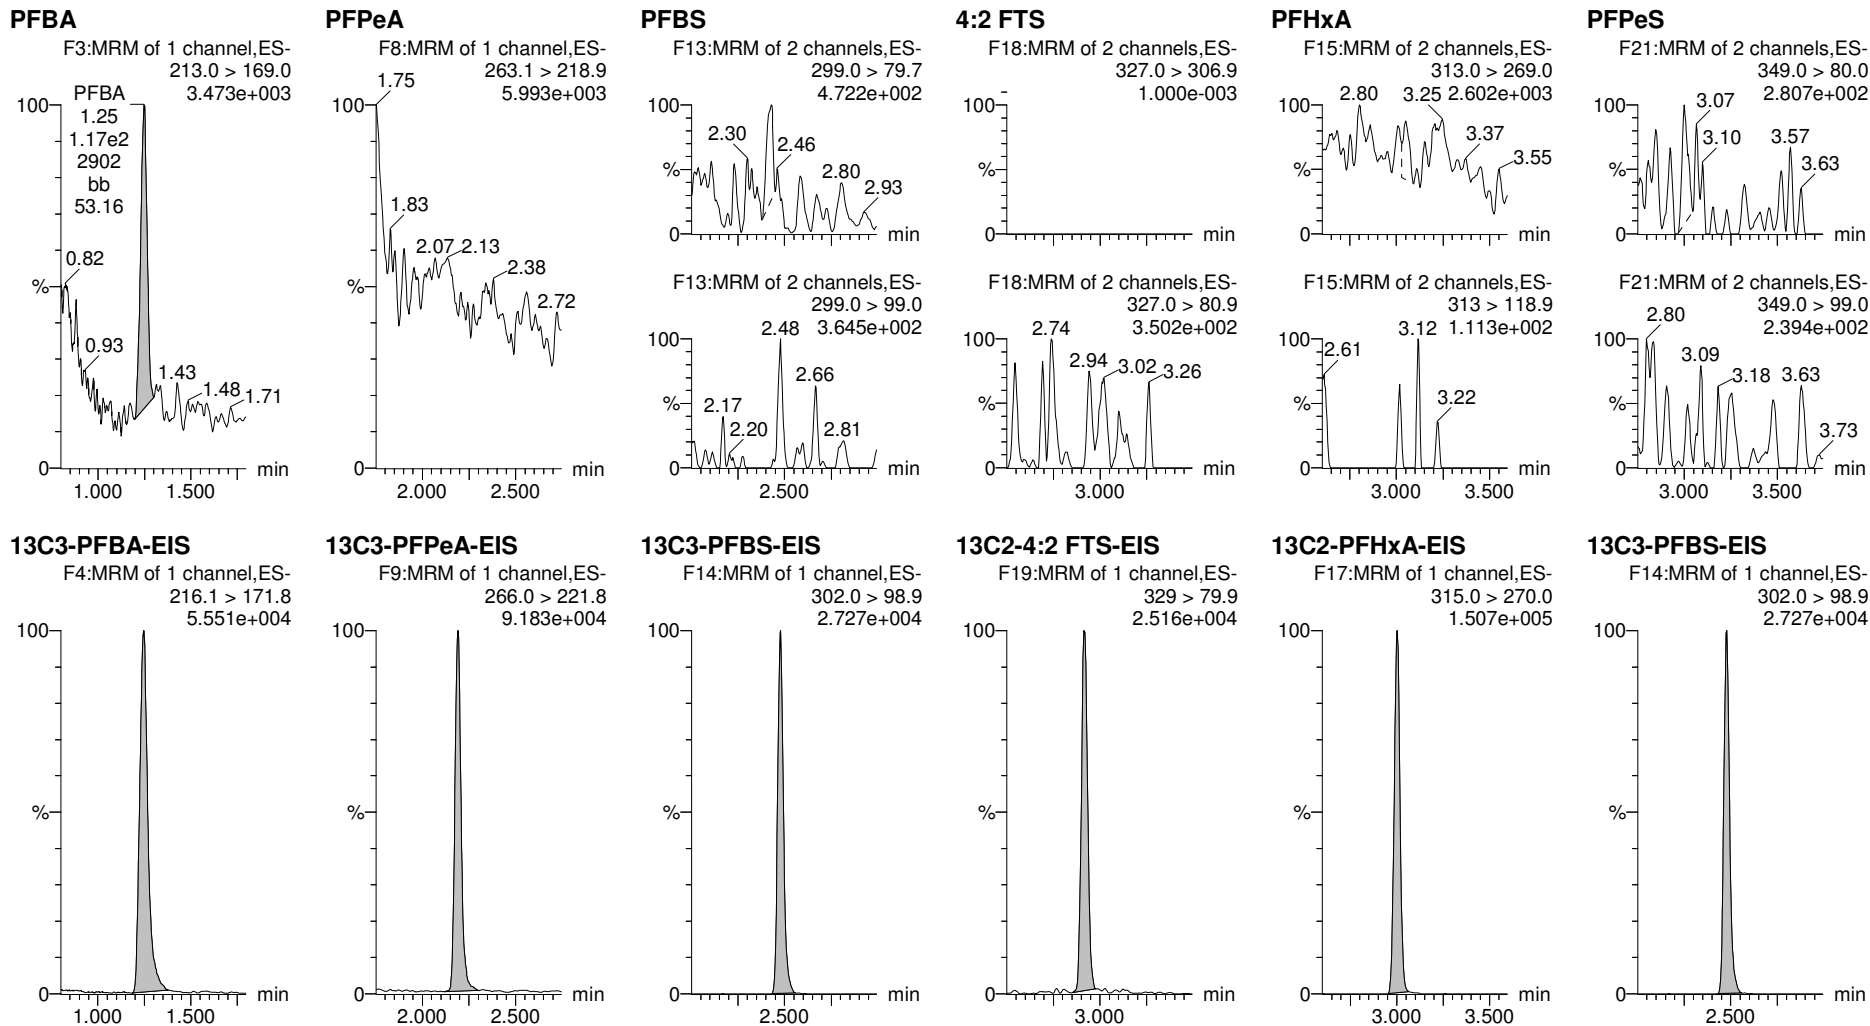 PFBA
F3:MRM of 1 channel,ES-
213.0 > 169.0
3.473e+003
PFBA
1.25
1.17e2
2902
bb
53.16
100
%
0
0.82
0.93
1.43
1.48
1.71
min
1.000
1.500
PFPeA
F8:MRM of 1 channel,ES-
263.1 > 218.9
5.993e+003
100
%
0
1.75
1.83
2.07
2.13
2.38
2.72
min
2.000
2.500
PFBS
F13:MRM of 2 channels,ES-
299.0 > 79.7
4.722e+002
100
%
0
2.30
2.46
2.80
2.93
min
F13:MRM of 2 channels,ES-
299.0 > 99.0
3.645e+002
100
%
0
2.17
2.20
2.48
2.66
2.81
min
2.500
4:2 FTS
F18:MRM of 2 channels,ES-
327.0 > 306.9
1.000e-003
100
%
0
min
F18:MRM of 2 channels,ES-
327.0 > 80.9
3.502e+002
100
%
0
2.74
2.94
3.02
3.26
min
3.000
PFHxA
F15:MRM of 2 channels,ES-
313.0 > 269.0
2.602e+003
100
%
0
2.80
3.25
3.37
3.55
min
F15:MRM of 2 channels,ES-
313 > 118.9
1.113e+002
100
%
0
2.61
3.12
3.22
min
3.000
3.500
PFPeS
F21:MRM of 2 channels,ES-
349.0 > 80.0
2.807e+002
100
%
0
3.07
3.10
3.57
3.63
min
F21:MRM of 2 channels,ES-
349.0 > 99.0
2.394e+002
100
%
0
2.80
3.09
3.18
3.63
3.73
min
3.000
3.500
13C3-PFBA-EIS
F4:MRM of 1 channel,ES-
216.1 > 171.8
5.551e+004
100
%
0
min
1.000
1.500
13C3-PFPeA-EIS
F9:MRM of 1 channel,ES-
266.0 > 221.8
9.183e+004
100
%
0
min
2.000
2.500
13C3-PFBS-EIS
F14:MRM of 1 channel,ES-
302.0 > 98.9
2.727e+004
100
%
0
min
2.500
13C2-4:2 FTS-EIS
F19:MRM of 1 channel,ES-
329 > 79.9
2.516e+004
100
%
0
min
3.000
13C2-PFHxA-EIS
F17:MRM of 1 channel,ES-
315.0 > 270.0
1.507e+005
100
%
0
min
3.000
3.500
13C3-PFBS-EIS
F14:MRM of 1 channel,ES-
302.0 > 98.9
2.727e+004
100
%
0
min
2.500